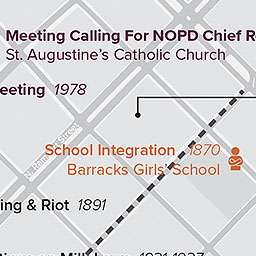 Meeting Calling For NOPD Chief R
St. Augustine's Catholic Church
eeting 1978
School Integration 1870
Barracks Girls' School
ing & Riot 1891